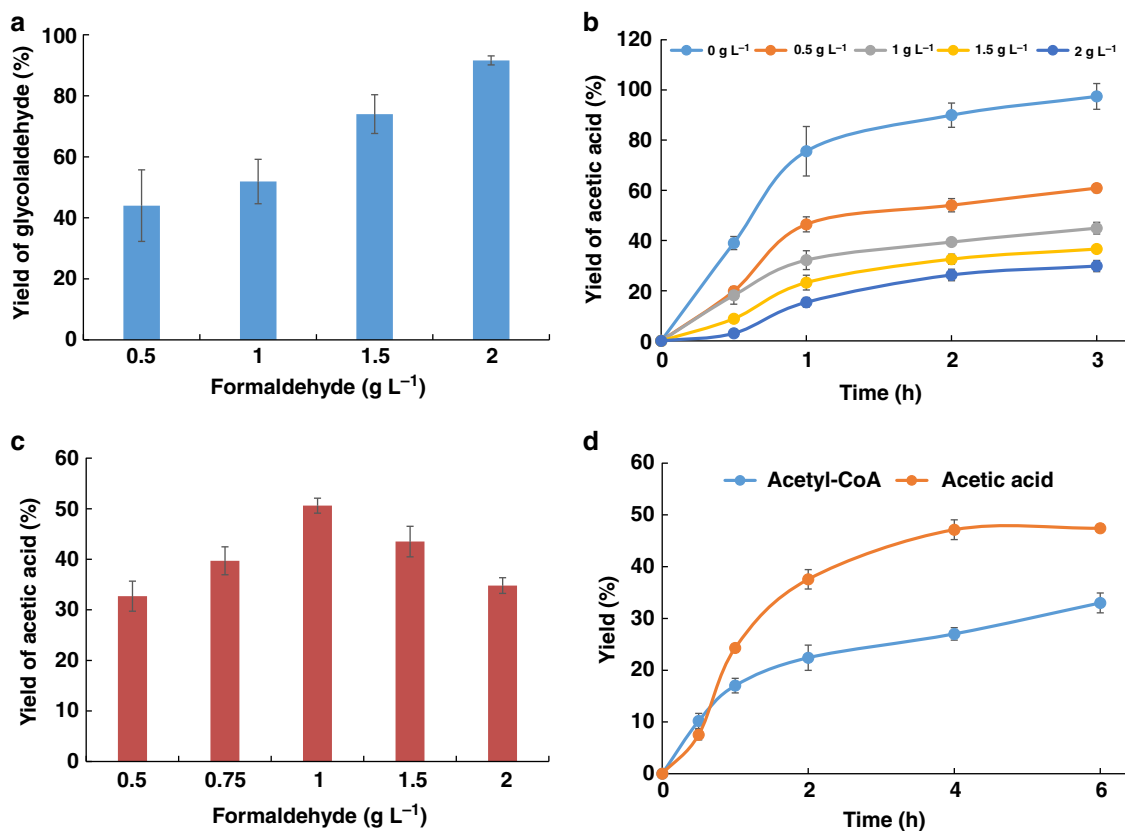 a
Yield of glycolaldehyde (%)
100
80
60
40
20
0
0.5 1 1.5 2
Formaldehyde (g L⁻¹)
b
Yield of acetic acid (%)
120
100
80
60
40
20
0
0 g L⁻¹ 0.5 g L⁻¹ 1 g L⁻¹ 1.5 g L⁻¹ 2 g L⁻¹
0 1 2 3
Time (h)
c
Yield of acetic acid (%)
60
50
40
30
20
10
0
0.5 0.75 1 1.5 2
Formaldehyde (g L⁻¹)
d
Yield (%)
60
50
40
30
20
10
0
Acetyl-CoA Acetic acid
0 2 4 6
Time (h)